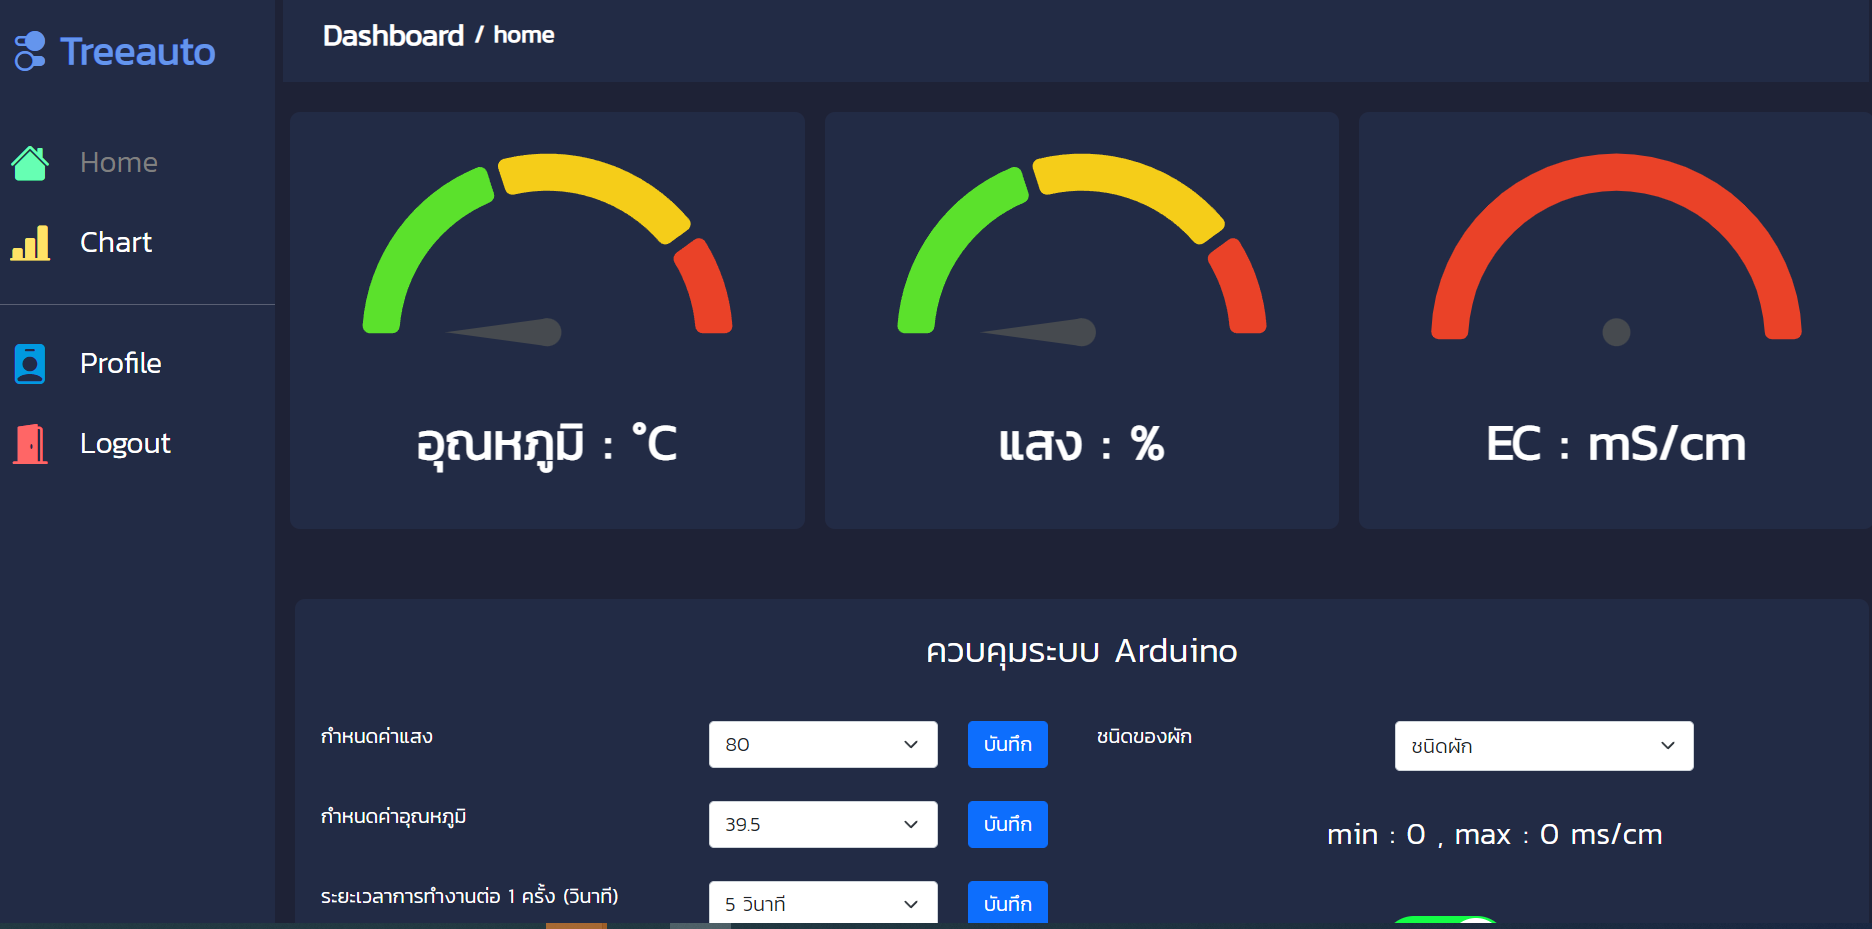 Treeauto
Dashboard / home
Home
Chart
Profile
Logout
อุณหภูมิ : °C
แสง : %
EC : mS/cm
ควบคุมระบบ Arduino
กำหนดค่าแสง
80
บันทึก
ชนิดของผัก
ชนิดผัก
กำหนดค่าอุณหภูมิ
39.5
บันทึก
min : 0 , max : 0 ms/cm
ระยะเวลาการทำงานต่อ 1 ครั้ง (วินาที)
5 วินาที
บันทึก